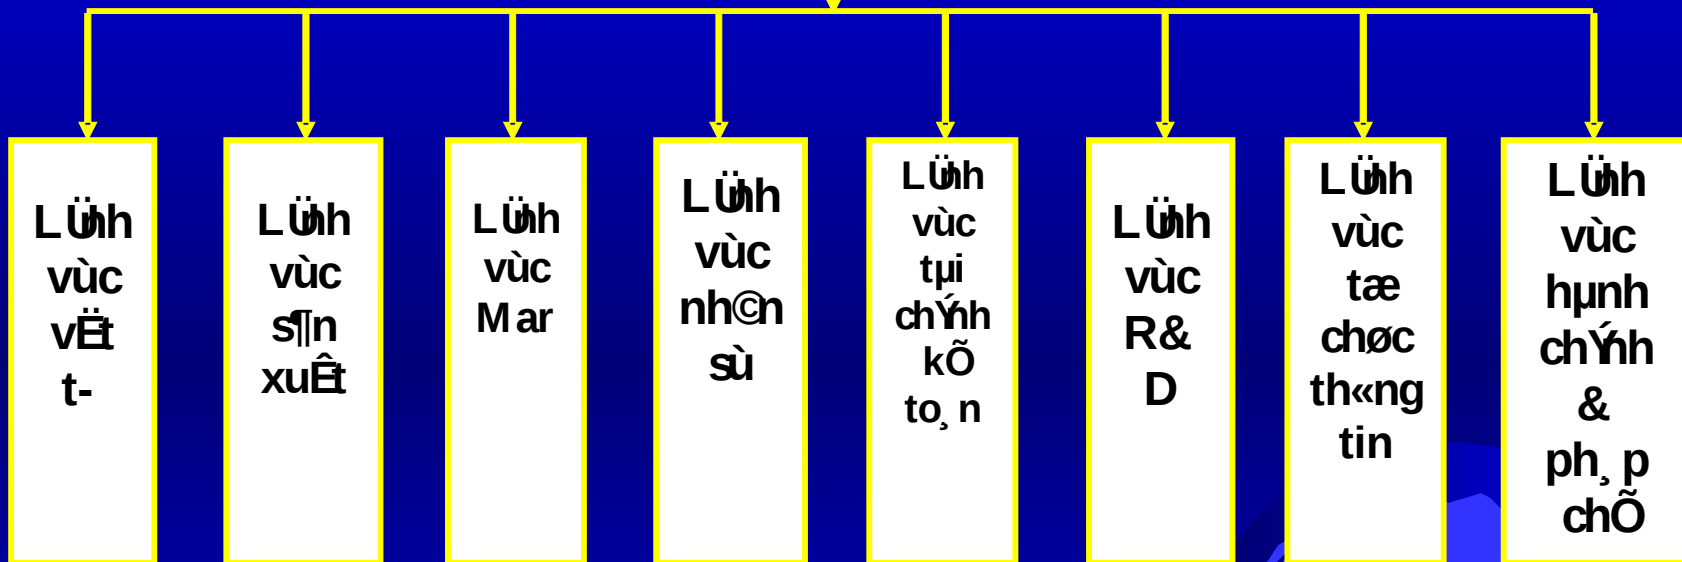 LÜnh
vùc
vËt
t-
LÜnh
vùc
s¶n
xuÊt
LÜnh
vùc
Mar
LÜnh
vùc
nh©n
sù
LÜnh
vùc
tµi
chÝnh
kÕ
to¸n
LÜnh
vùc
R&
D
LÜnh
vùc
tæ
chøc
th«ng
tin
LÜnh
vùc
hµnh
chÝnh
&
ph¸p
chÕ